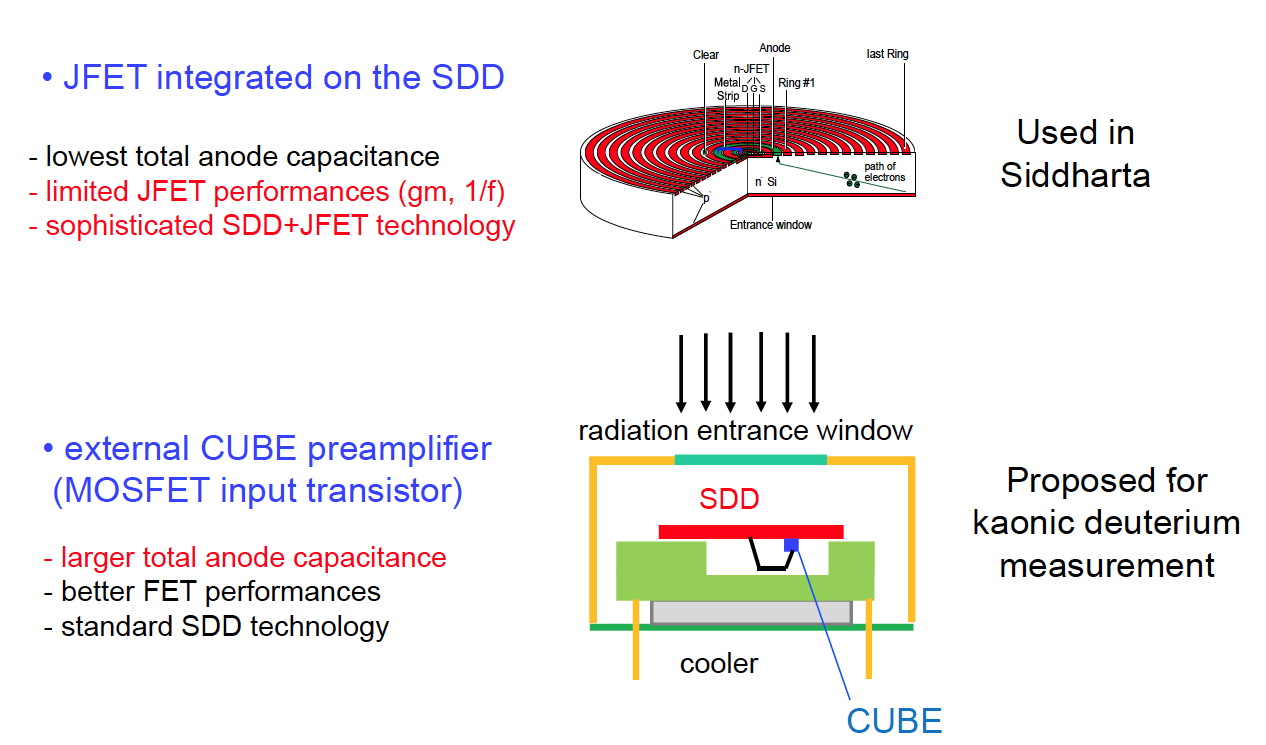 • JFET integrated on the SDD
- lowest total anode capacitance
- limited JFET performances (gm, 1/f)
- sophisticated SDD+JFET technology
Clear
Anode
last Ring
n-JFET
Metal
Strip
D G S
Ring #1
path of
electrons
n⁻ Si
p⁺
Entrance window
Used in
Siddharta
• external CUBE preamplifier
(MOSFET input transistor)
- larger total anode capacitance
- better FET performances
- standard SDD technology
radiation entrance window
SDD
cooler
CUBE
Proposed for
kaonic deuterium
measurement